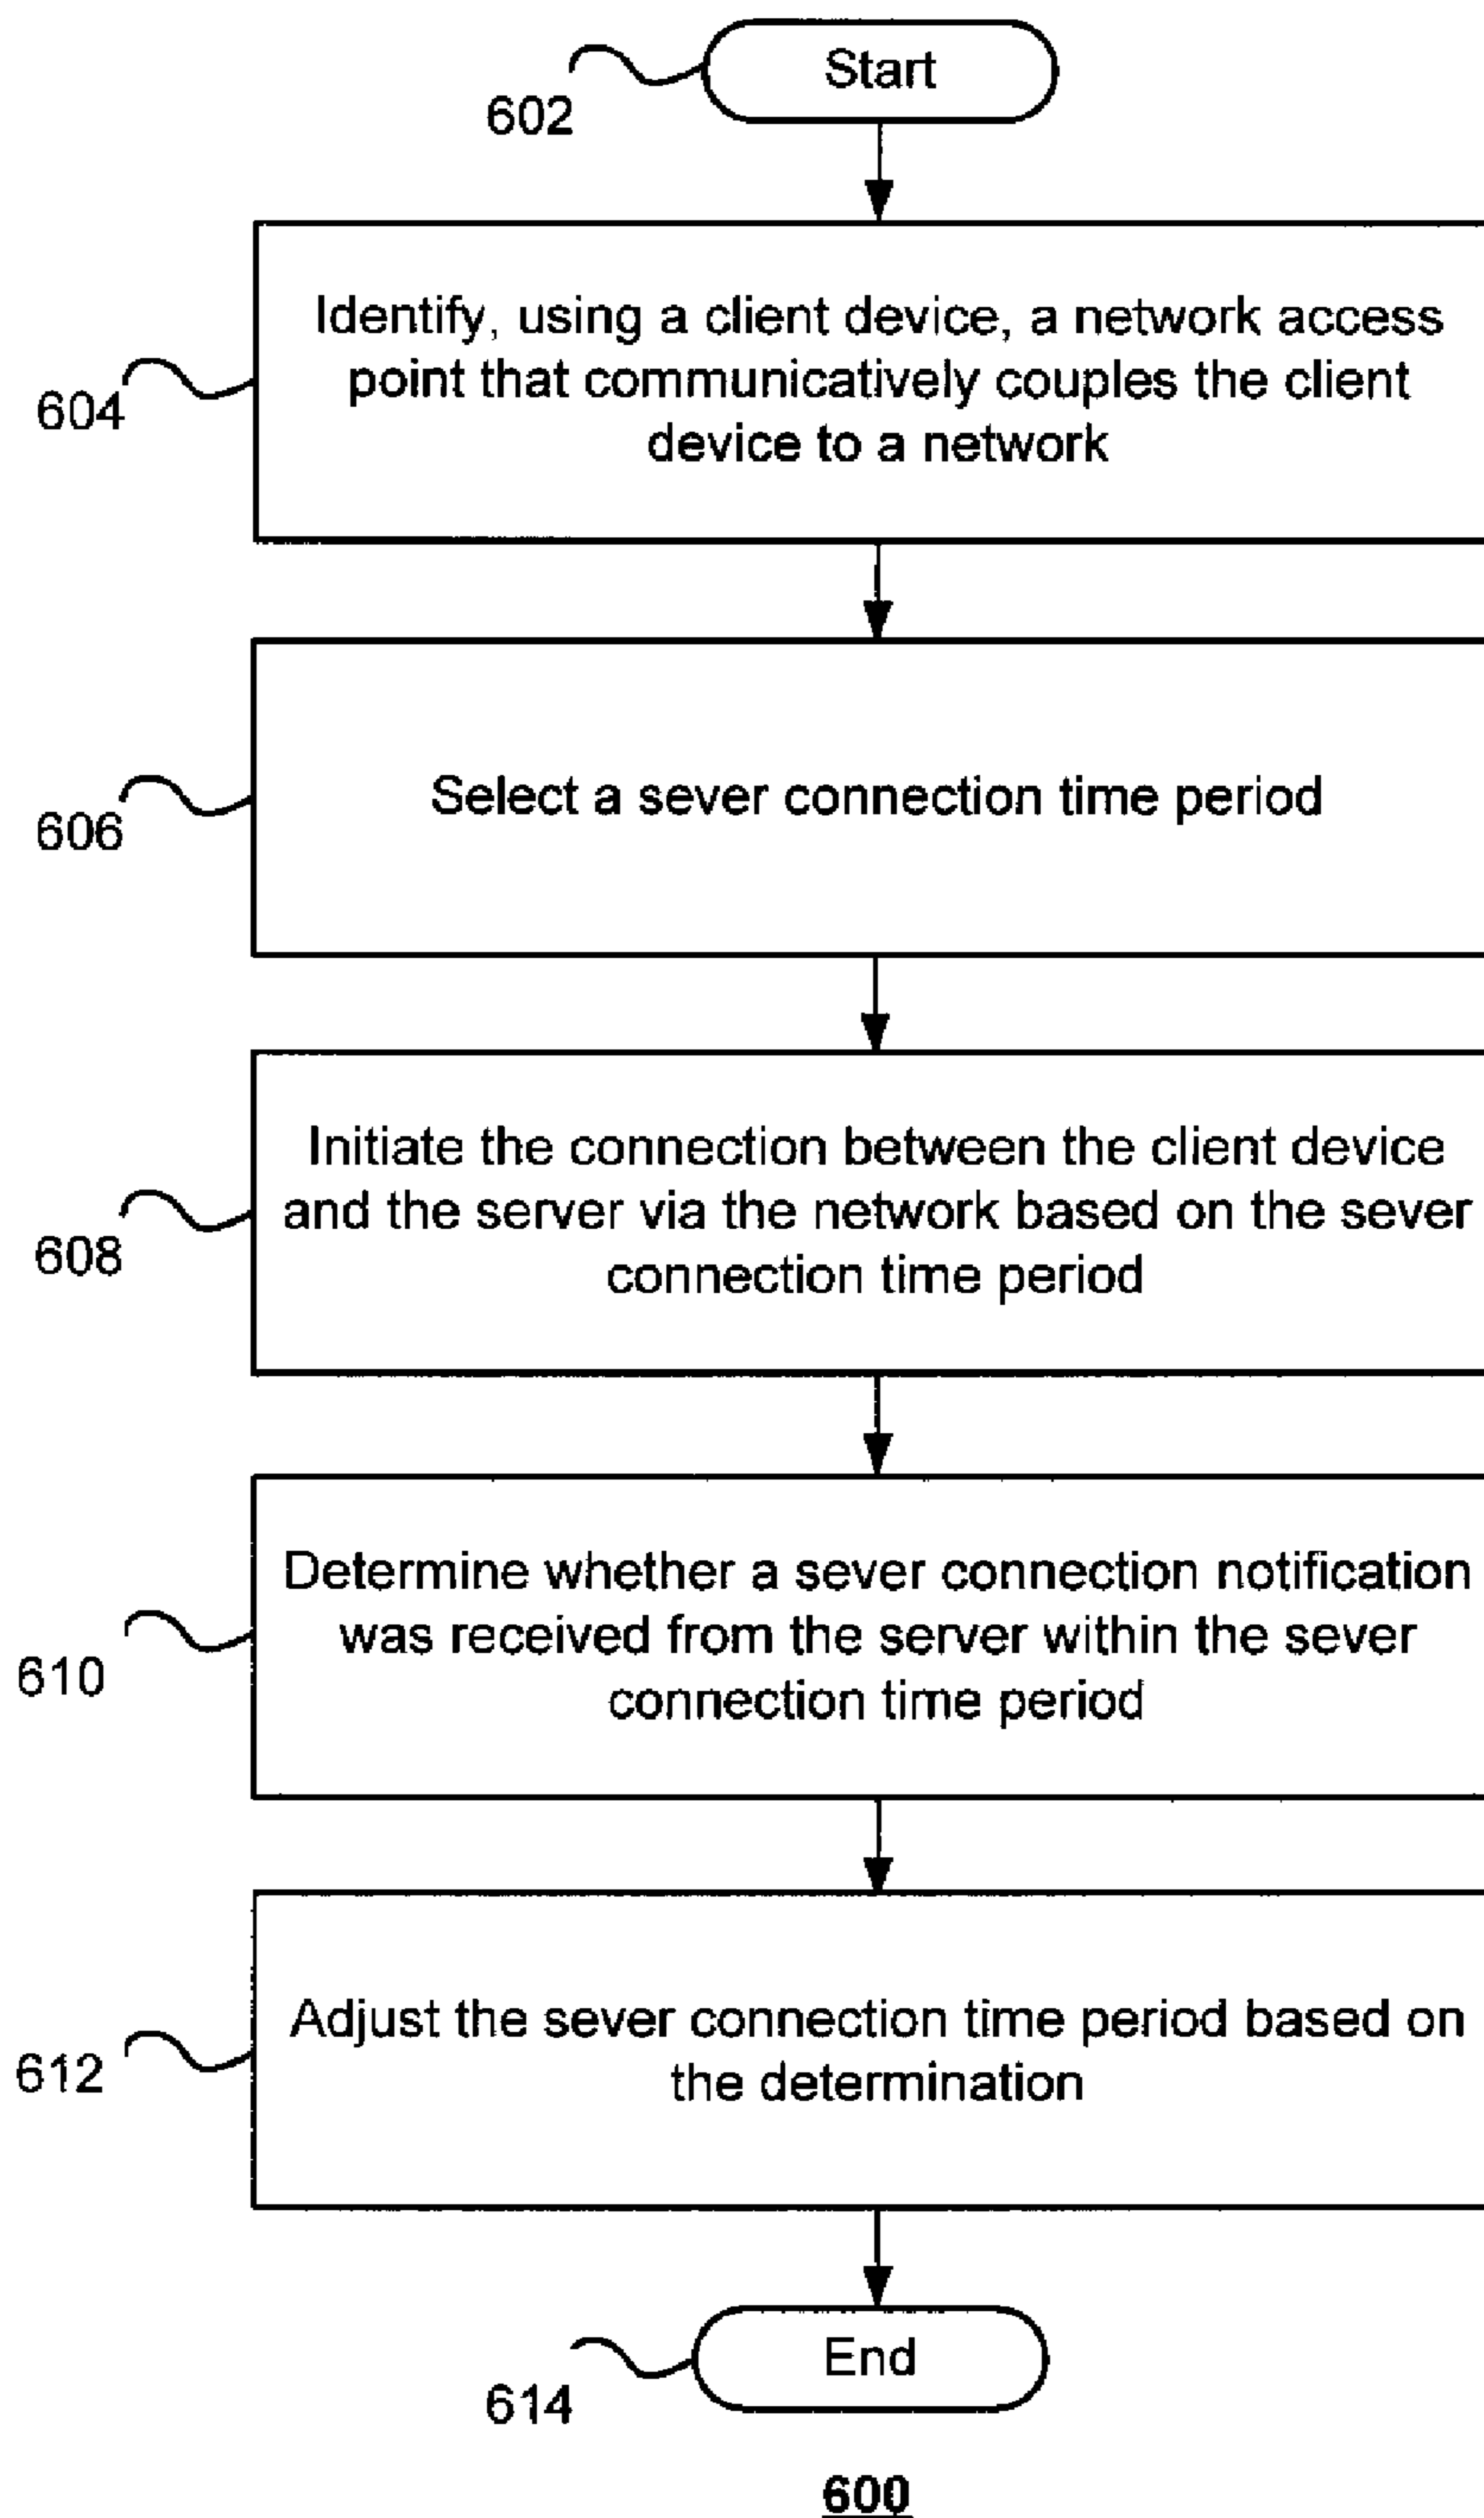 Start
602
Identify, using a client device, a network access
point that communicatively couples the client
device to a network
604
Select a sever connection time period
606
Initiate the connection between the client device
and the server via the network based on the sever
connection time period
608
Determine whether a sever connection notification
was received from the server within the sever
connection time period
610
Adjust the sever connection time period based on
the determination
612
End
614
600